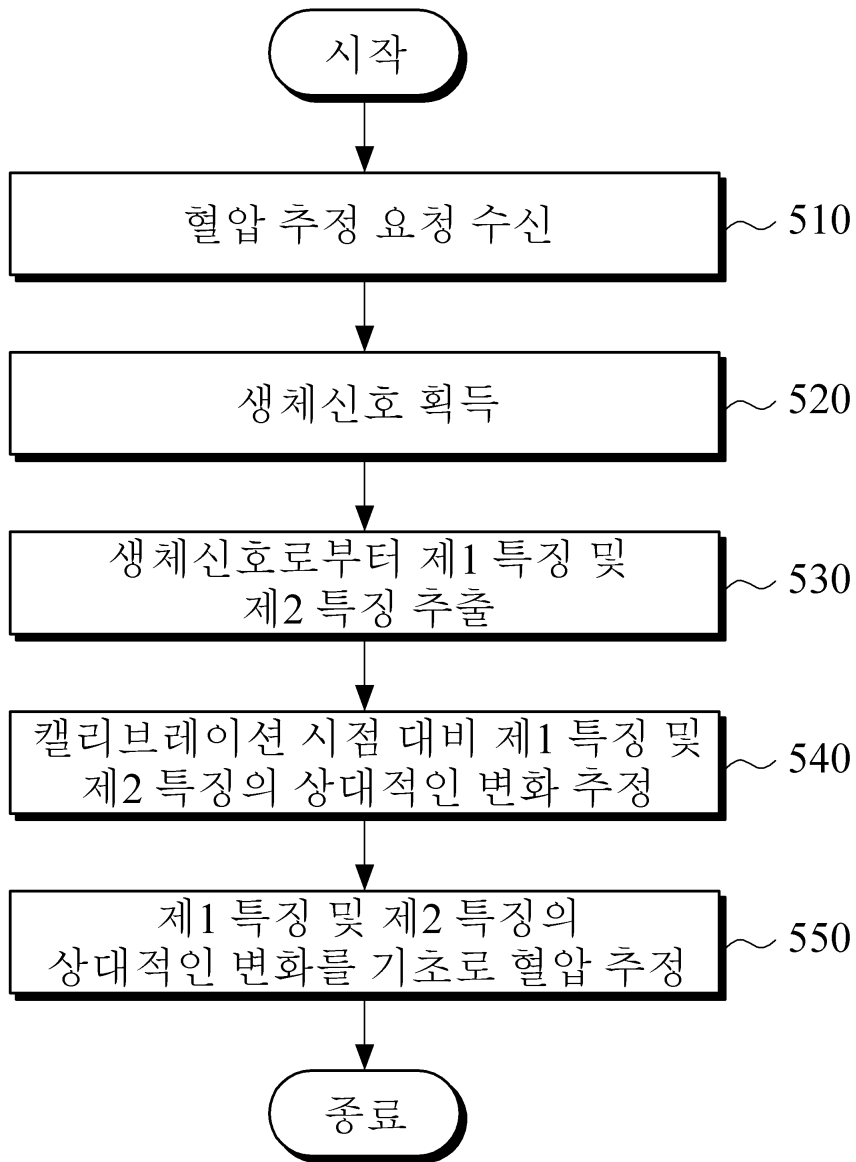 시작
혈압 추정 요청 수신
510
생체신호 획득
520
생체신호로부터 제1 특징 및
제2 특징 추출
530
캘리브레이션 시점 대비 제1 특징 및
제2 특징의 상대적인 변화 추정
540
제1 특징 및 제2 특징의
상대적인 변화를 기초로 혈압 추정
550
종료